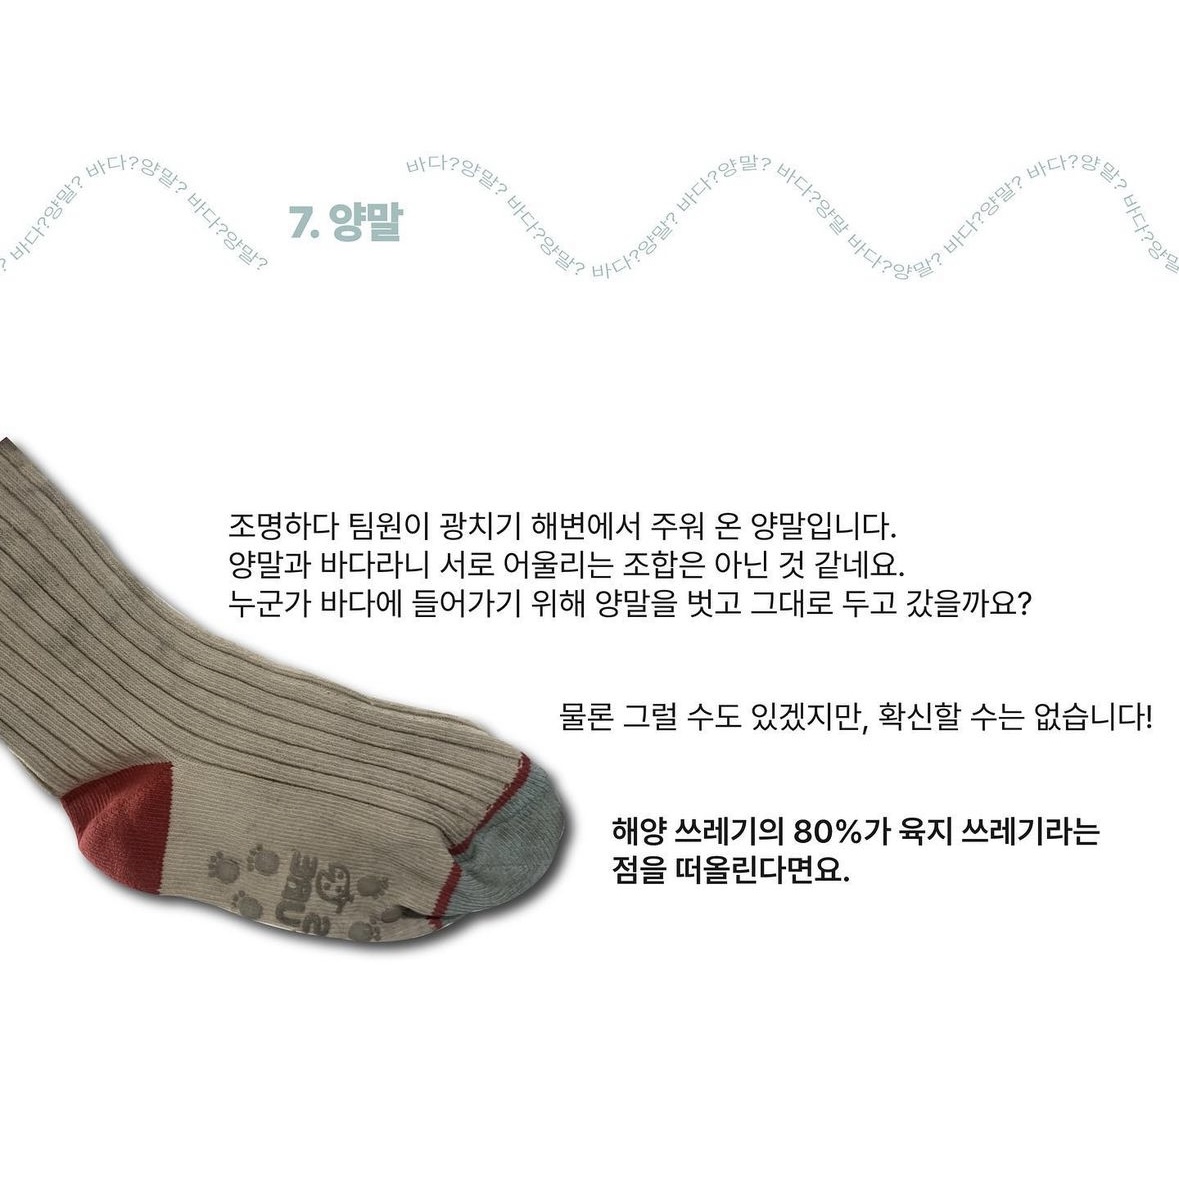 바다?양말? 바다?양말? 바다?양말?
7. 양말
바다?양말? 바다?양말? 바다?양말? 바다?양말? 바다?양말 바다?양말? 바다?양말? 바다?양말? 바다?양말
조명하다 팀원이 광치기 해변에서 주워 온 양말입니다.
양말과 바다라니 서로 어울리는 조합은 아닌 것 같네요.
누군가 바다에 들어가기 위해 양말을 벗고 그대로 두고 갔을까요?
물론 그럴 수도 있겠지만, 확신할 수는 없습니다!
해양 쓰레기의 80%가 육지 쓰레기라는
점을 떠올린다면요.